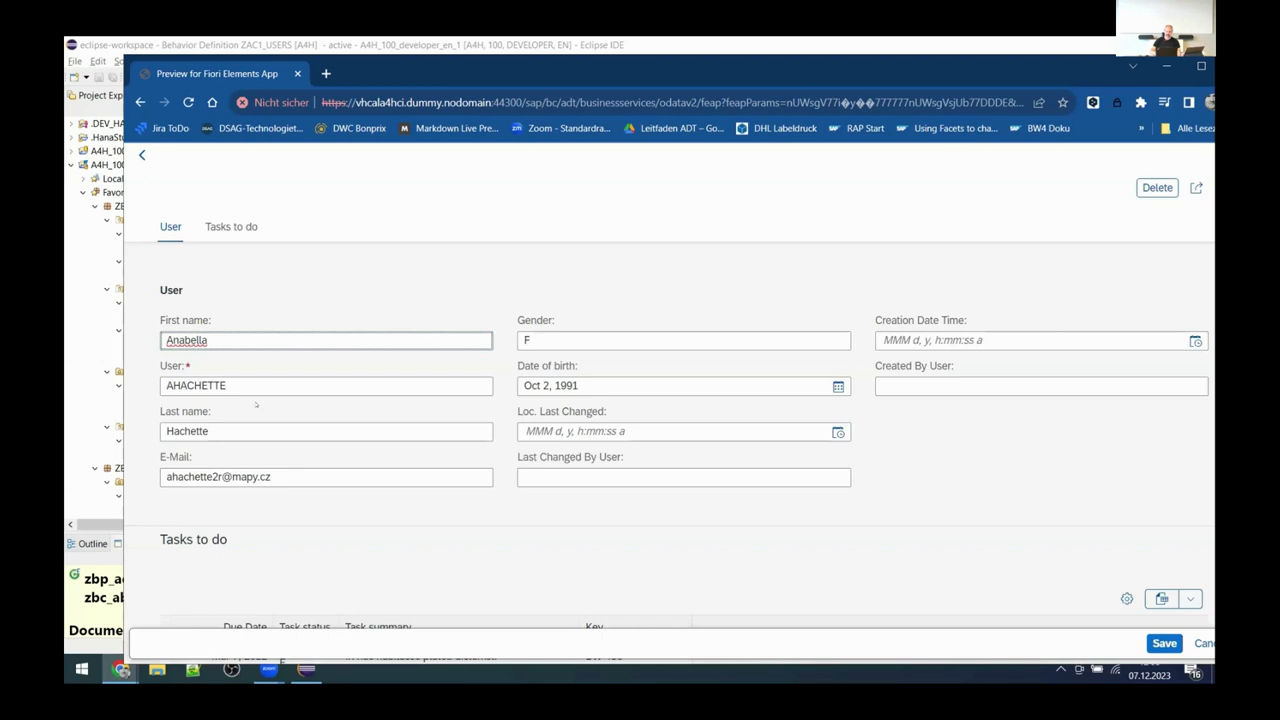 eclipse-workspace - Behavior Definition ZAC1_USERS [A4H] - active - A4H_100_developer_en_1 [A4H, 100, DEVELOPER, EN] - Eclipse IDE
File Edit
Preview for Fiori Elements App
Project Exp
Nicht sicher https://vhcala4hci.dummy.nodomain:44300/sap/bc/adt/businessservices/odatav2/feap?feapParams=
Jira ToDo DSAG-Technologiet... DWC Bonprix Markdown Live Pre... Zoom - Standardra... Leitfaden ADT – Go... DHL Labeldruck RAP Start Using Facets to cha... BW4 Doku » Alle Lesez
.DEV_HA
.HanaStu
A4H_100
A4H_100
Local
Favor
Delete
User Tasks to do
User
First name: Gender: Creation Date Time:
Anabella F MMM d, y, h:mm:ss a
User:* Date of birth: Created By User:
AHACHETTE Oct 2, 1991
Last name: Loc. Last Changed:
Hachette MMM d, y, h:mm:ss a
E-Mail: Last Changed By User:
ahachette2r@mapy.cz
Tasks to do
Outline
zbp_a
zbc_ab
Docume
Due Date Task status Task summary Key
Save Canc
07.12.2023 16